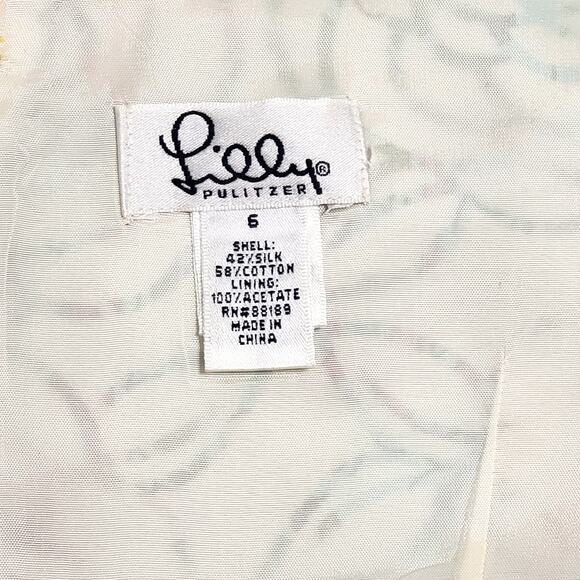 Lilly®
PULITZER
6
SHELL:
42%SILK
58%COTTON
LINING:
100%ACETATE
RN#88189
MADE IN
CHINA